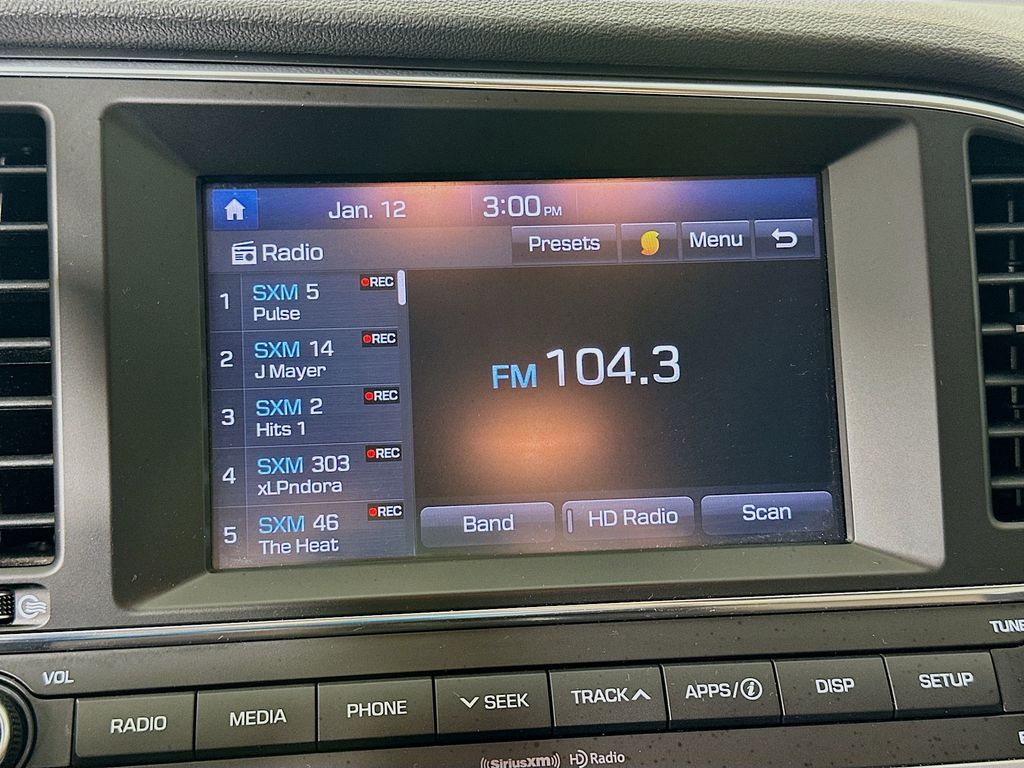 Jan. 12 3:00 PM
Radio Presets Menu
1 SXM 5 REC
Pulse
2 SXM 14 REC
J Mayer
3 SXM 2 REC
Hits 1
4 SXM 303 REC
xLPndora
5 SXM 46 REC
The Heat
FM 104.3
Band HD Radio Scan
VOL TUNE
RADIO MEDIA PHONE SEEK TRACK APPS/i DISP SETUP
SiriusXM HD Radio